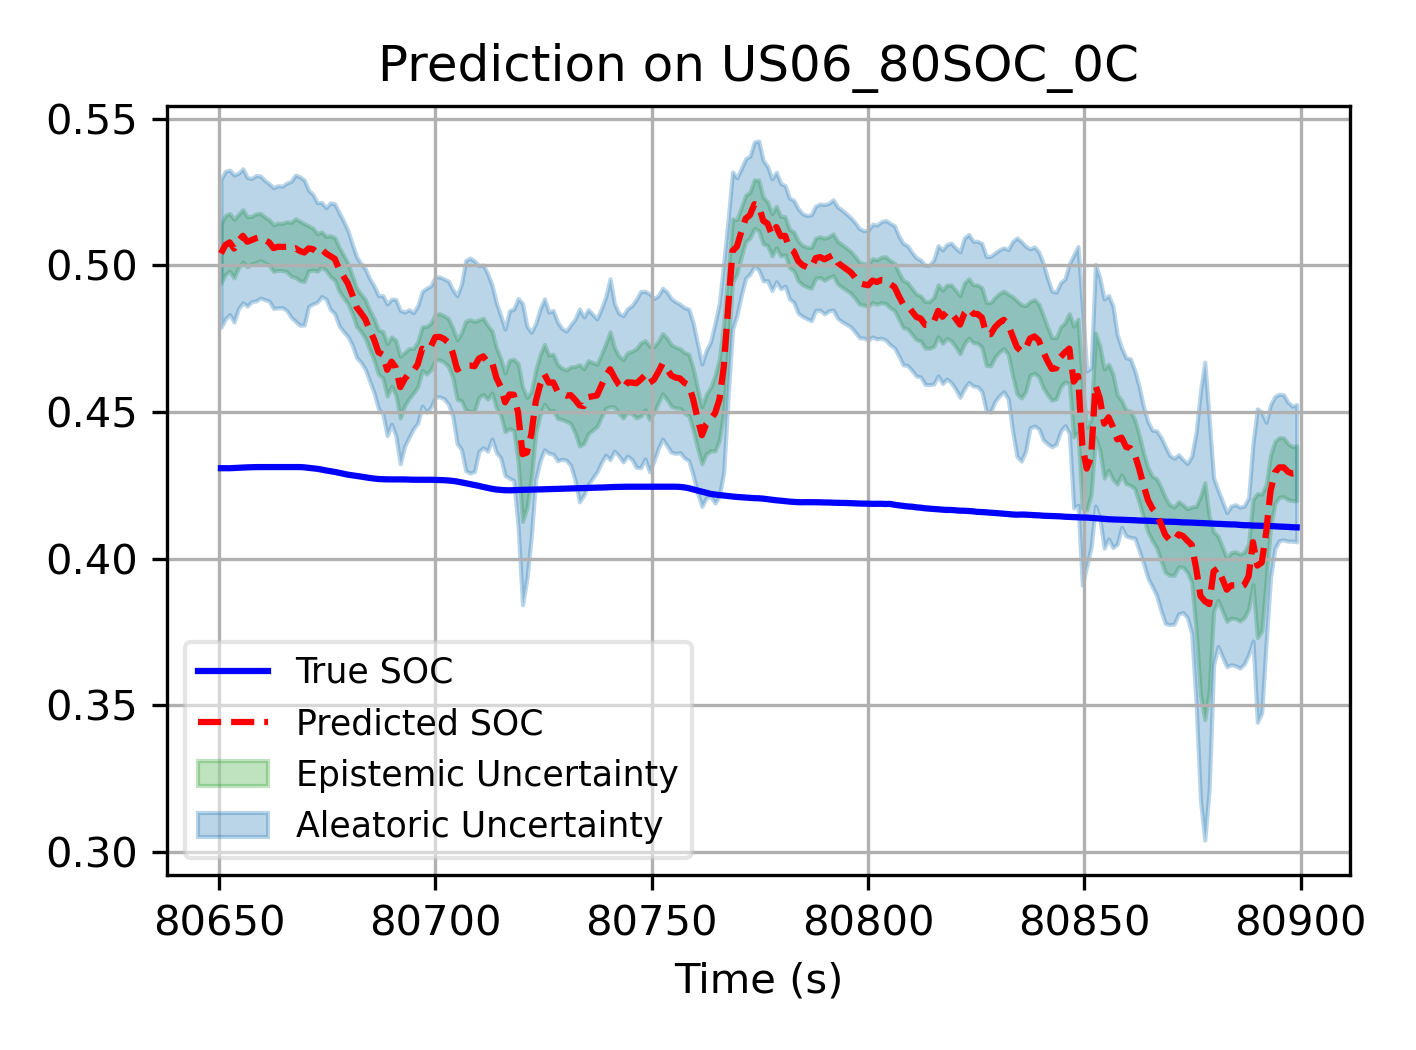 Prediction on US06_80SOC_0C
0.55
0.50
0.45
0.40
0.35
0.30
True SOC
Predicted SOC
Epistemic Uncertainty
Aleatoric Uncertainty
80650 80700 80750 80800 80850 80900
Time (s)